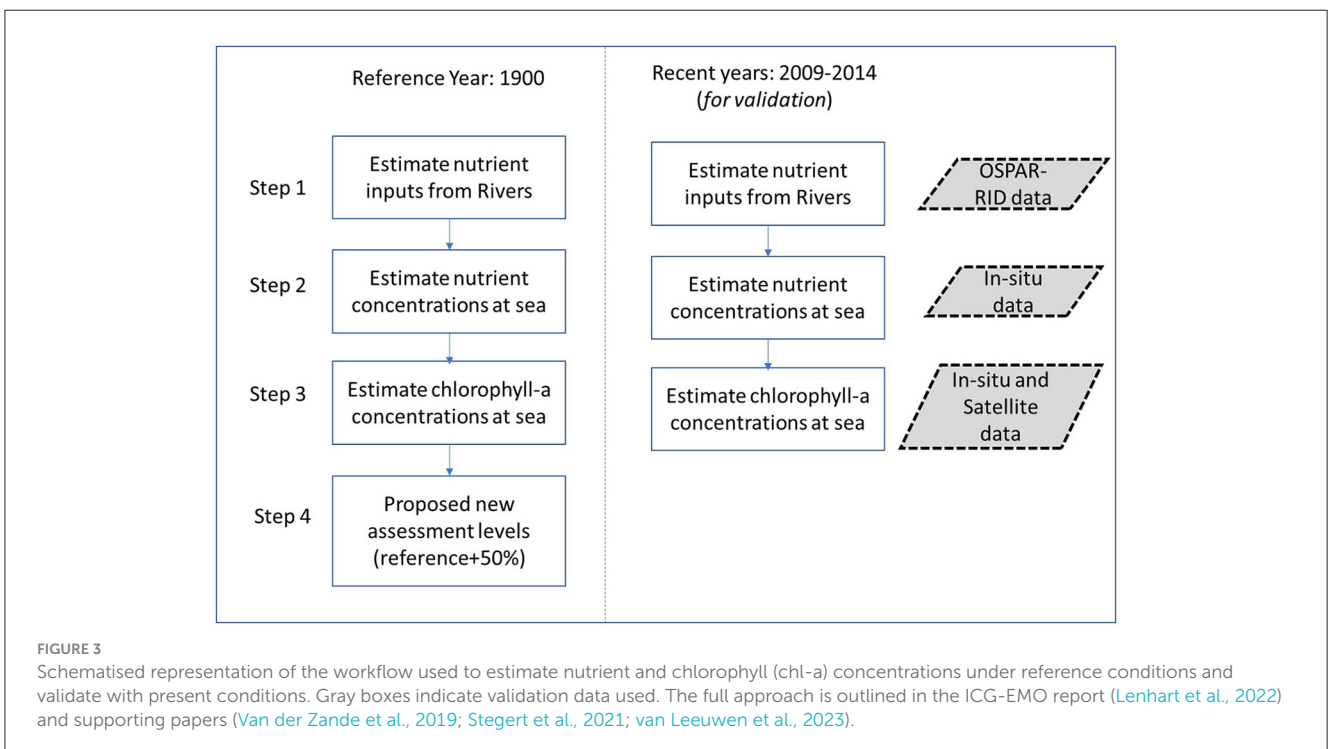 Reference Year: 1900
Recent years: 2009-2014
(for validation)
Step 1
Estimate nutrient
inputs from Rivers
Estimate nutrient
inputs from Rivers
OSPAR-
RID data
Step 2
Estimate nutrient
concentrations at sea
Estimate nutrient
concentrations at sea
In-situ
data
Step 3
Estimate chlorophyll-a
concentrations at sea
Estimate chlorophyll-a
concentrations at sea
In-situ and
Satellite
data
Step 4
Proposed new
assessment levels
(reference+50%)
FIGURE 3
Schematised representation of the workflow used to estimate nutrient and chlorophyll (chl-a) concentrations under reference conditions and
validate with present conditions. Gray boxes indicate validation data used. The full approach is outlined in the ICG-EMO report (Lenhart et al., 2022)
and supporting papers (Van der Zande et al., 2019; Stegert et al., 2021; van Leeuwen et al., 2023).